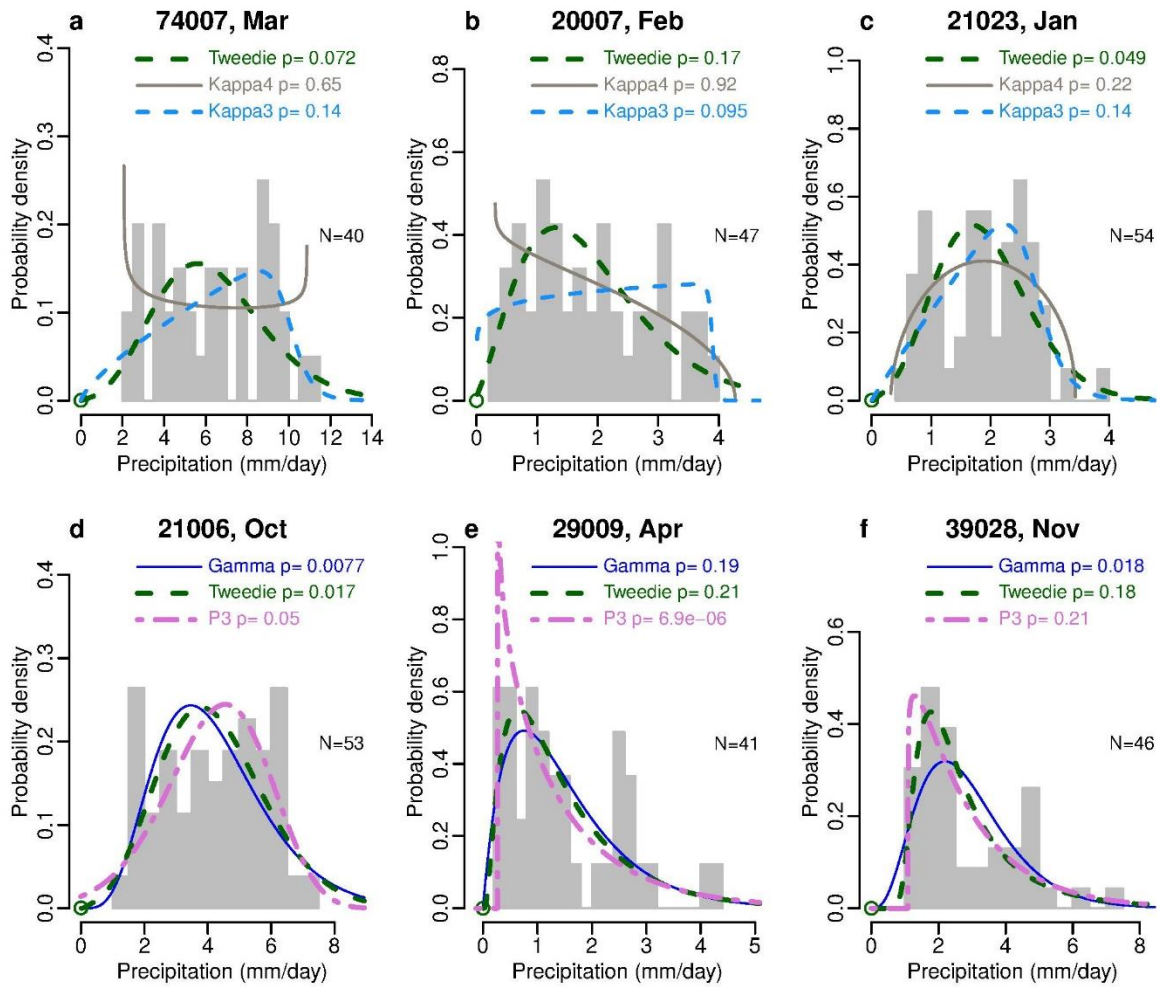 a 74007, Mar
Tweedie p= 0.072
Kappa4 p= 0.65
Kappa3 p= 0.14
N=40
Probability density
0.0 0.1 0.2 0.3 0.4
0 2 4 6 8 10 12 14
Precipitation (mm/day)
b 20007, Feb
Tweedie p= 0.17
Kappa4 p= 0.92
Kappa3 p= 0.095
N=47
Probability density
0.0 0.2 0.4 0.6 0.8
0 1 2 3 4
Precipitation (mm/day)
c 21023, Jan
Tweedie p= 0.049
Kappa4 p= 0.22
Kappa3 p= 0.14
N=54
Probability density
0.0 0.2 0.4 0.6 0.8 1.0
0 1 2 3 4
Precipitation (mm/day)
d 21006, Oct
Gamma p= 0.0077
Tweedie p= 0.017
P3 p= 0.05
N=53
Probability density
0.0 0.1 0.2 0.3 0.4
0 2 4 6 8
Precipitation (mm/day)
e 29009, Apr
Gamma p= 0.19
Tweedie p= 0.21
P3 p= 6.9e−06
N=41
Probability density
0.0 0.2 0.4 0.6 0.8 1.0
0 1 2 3 4 5
Precipitation (mm/day)
f 39028, Nov
Gamma p= 0.018
Tweedie p= 0.18
P3 p= 0.21
N=46
Probability density
0.0 0.2 0.4 0.6
0 2 4 6 8
Precipitation (mm/day)